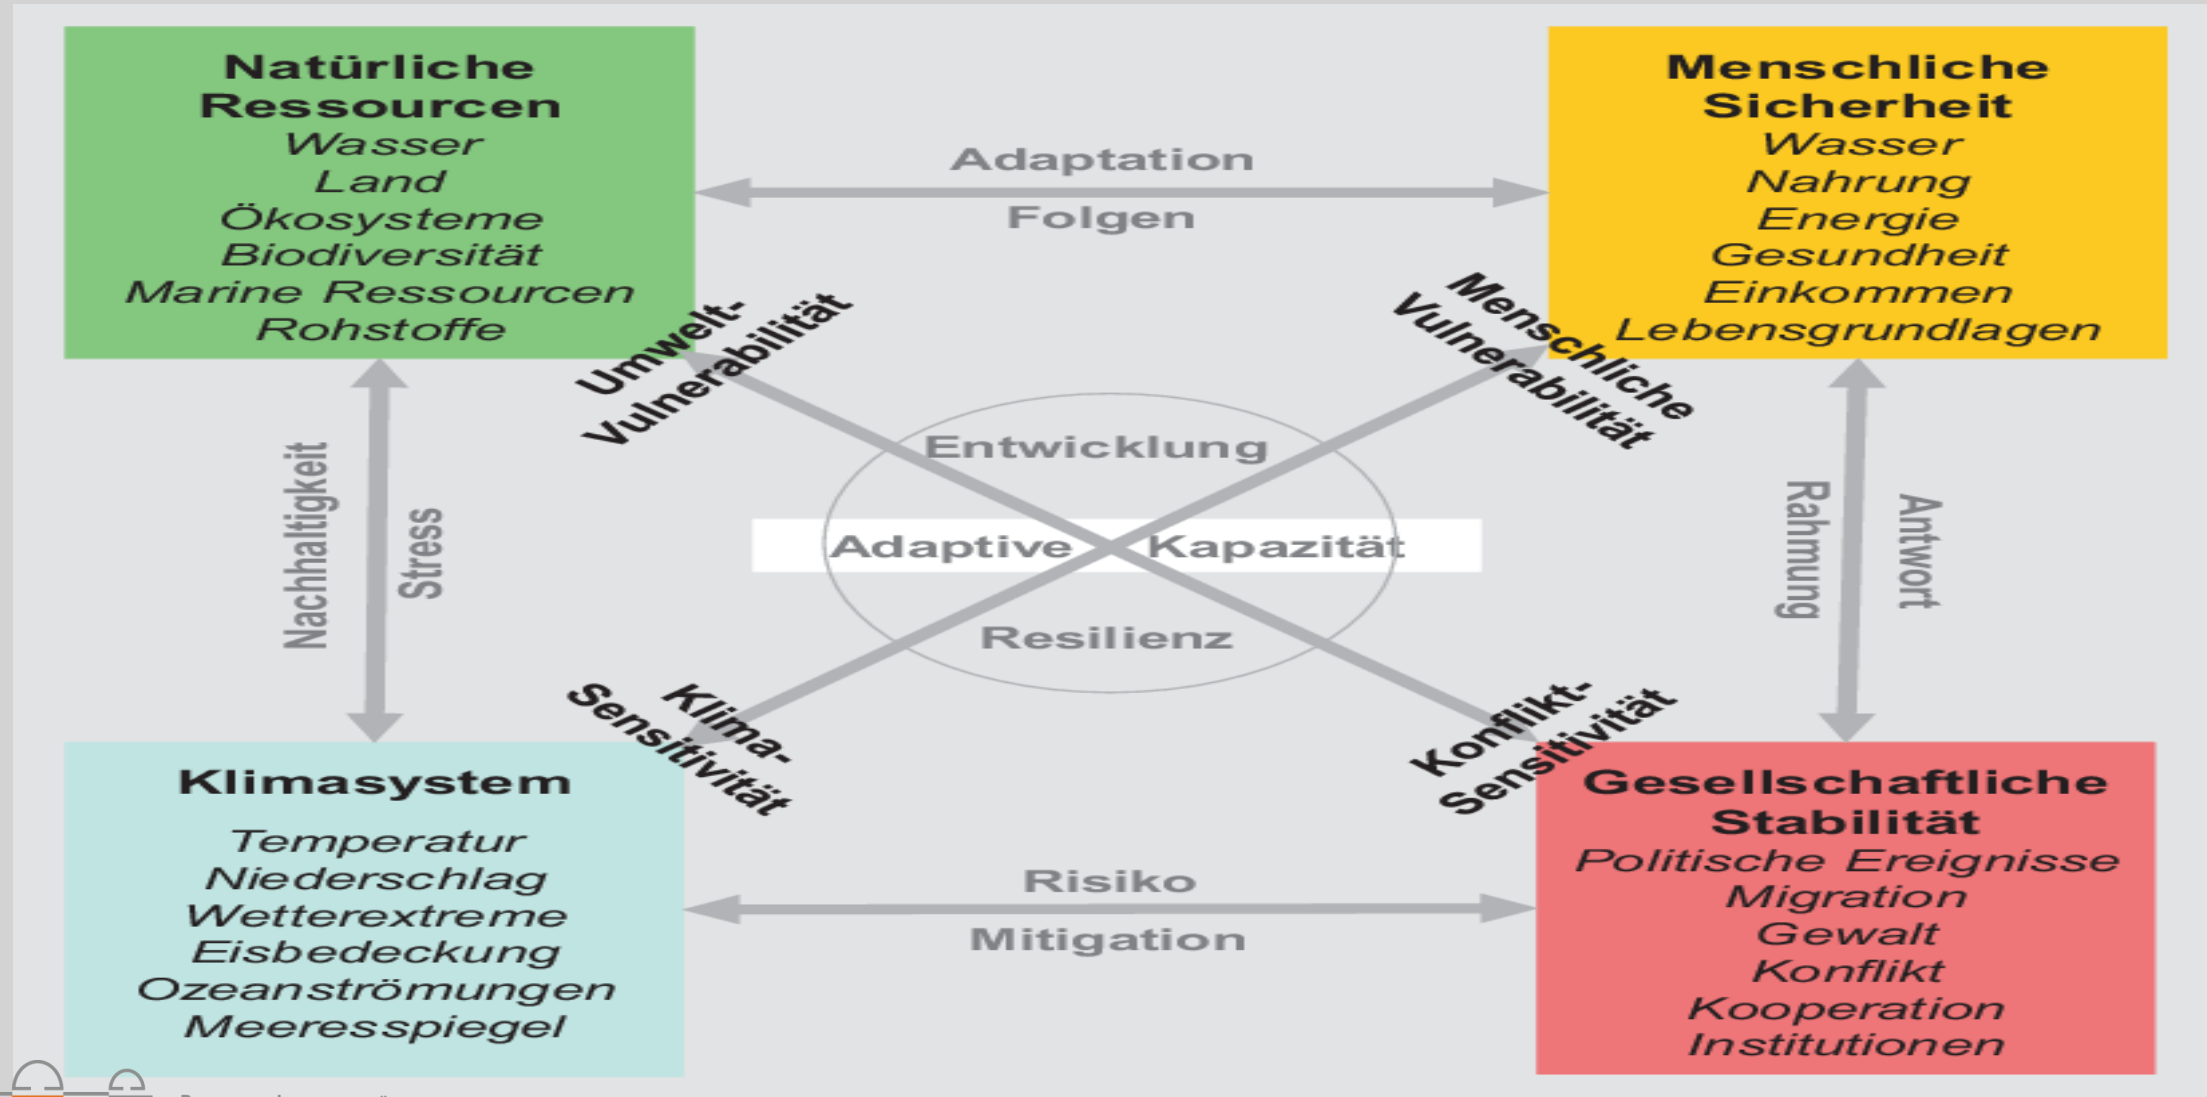 Natürliche
Ressourcen
Wasser
Land
Ökosysteme
Biodiversität
Marine Ressourcen
Rohstoffe
Adaptation
Folgen
Menschliche
Sicherheit
Wasser
Nahrung
Energie
Gesundheit
Einkommen
Lebensgrundlagen
Umwelt-
Vulnerabilität
Menschliche
Vulnerabilität
Nachhaltigkeit
Stress
Entwicklung
Adaptive Kapazität
Resilienz
Rahmung
Antwort
Klima-
Sensitivität
Konflikt-
Sensitivität
Klimasystem
Temperatur
Niederschlag
Wetterextreme
Eisbedeckung
Ozeanströmungen
Meeresspiegel
Risiko
Mitigation
Gesellschaftliche
Stabilität
Politische Ereignisse
Migration
Gewalt
Konflikt
Kooperation
Institutionen